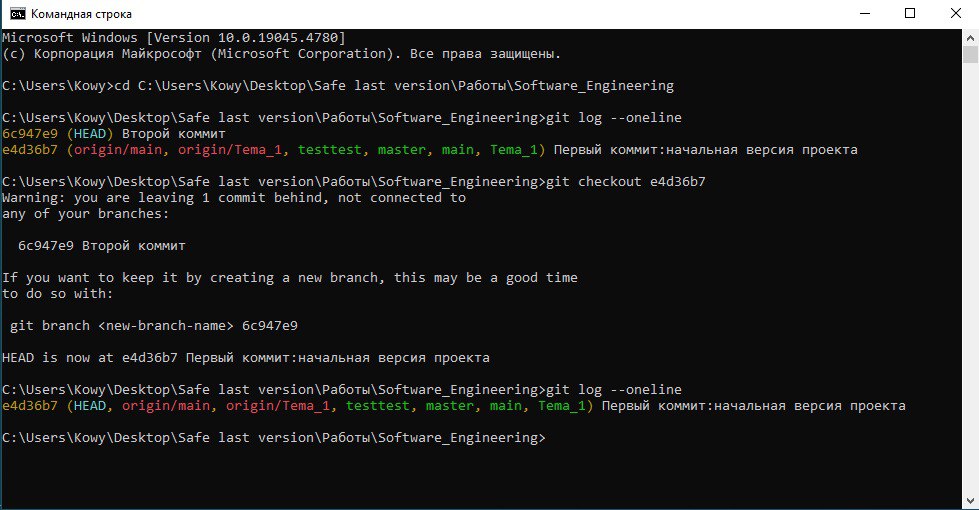 Командная строка
Microsoft Windows [Version 10.0.19045.4780]
(c) Корпорация Майкрософт (Microsoft Corporation). Все права защищены.
C:\Users\Kowy>cd C:\Users\Kowy\Desktop\Safe last version\Работы\Software_Engineering
C:\Users\Kowy\Desktop\Safe last version\Работы\Software_Engineering>git log --oneline
6c947e9 (HEAD) Второй коммит
e4d36b7 (origin/main, origin/Tema_1, testtest, master, main, Tema_1) Первый коммит:начальная версия проекта
C:\Users\Kowy\Desktop\Safe last version\Работы\Software_Engineering>git checkout e4d36b7
Warning: you are leaving 1 commit behind, not connected to
any of your branches:
6c947e9 Второй коммит
If you want to keep it by creating a new branch, this may be a good time
to do so with:
git branch <new-branch-name> 6c947e9
HEAD is now at e4d36b7 Первый коммит:начальная версия проекта
C:\Users\Kowy\Desktop\Safe last version\Работы\Software_Engineering>git log --oneline
e4d36b7 (HEAD, origin/main, origin/Tema_1, testtest, master, main, Tema_1) Первый коммит:начальная версия проекта
C:\Users\Kowy\Desktop\Safe last version\Работы\Software_Engineering>